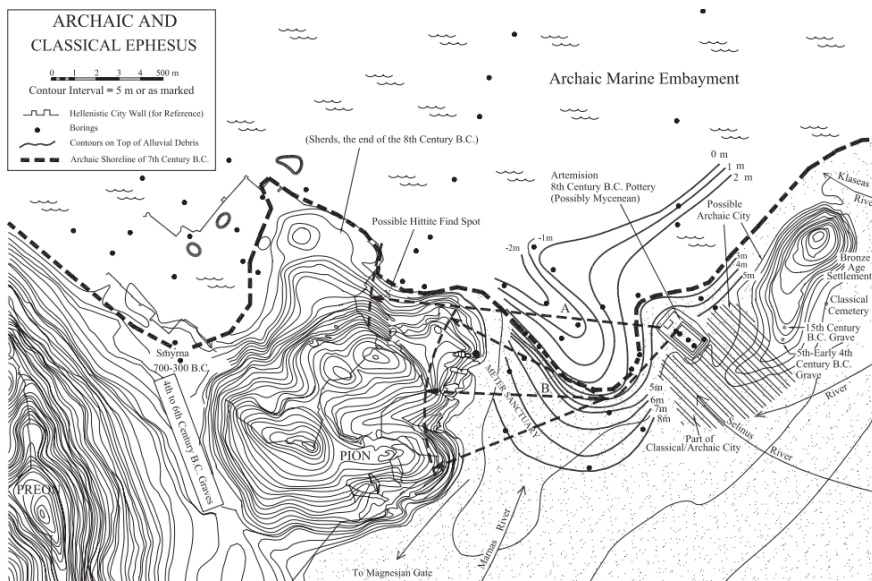 ARCHAIC AND
CLASSICAL EPHESUS
0 1 2 3 4 500 m
Contour Interval = 5 m or as marked
Hellenistic City Wall (for Reference)
Borings
Contours on Top of Alluvial Debris
Archaic Shoreline of 7th Century B.C.
Archaic Marine Embayment
(Sherds, the end of the 8th Century B.C.)
Possible Hittite Find Spot
Artemision
8th Century B.C. Pottery
(Possibly Mycenean)
0 m
1 m
2 m
Klaseas
River
Possible
Archaic City
-2m
-1m
3m
4m
5m
Bronze
Age
Settlement
Classical
Cemetery
15th Century
B.C. Grave
5th-Early 4th
Century B.C.
Grave
A
B
Smyrna
700-300 B.C.
4th to 6th Century B.C. Graves
METER SANCTUARY
5m
6m
7m
8m
River
Selinus
River
Part of
Classical/Archaic City
PION
PREON
Marnas River
To Magnesian Gate